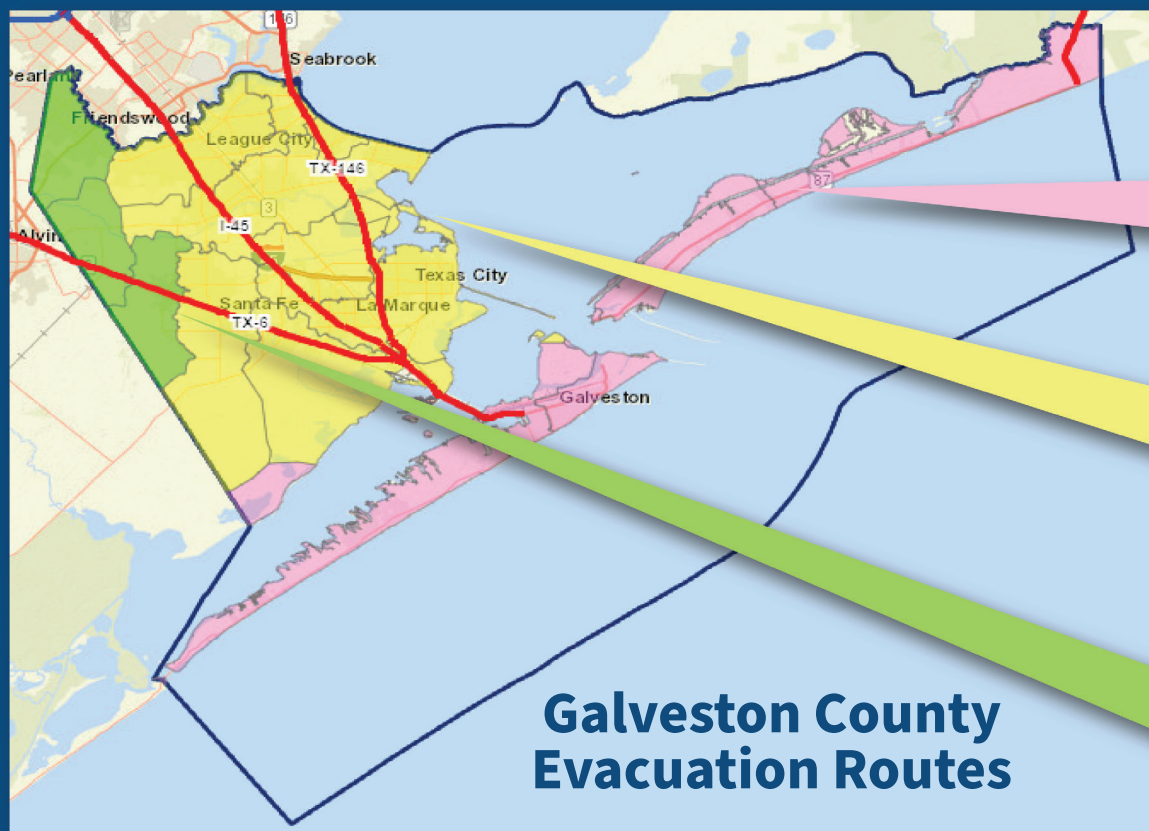 146
Seabrook
Pearland
Friendswood
League City
TX-146
87
3
I-45
Alvin
Texas City
Santa Fe
La Marque
TX-6
Galveston
Galveston County
Evacuation Routes